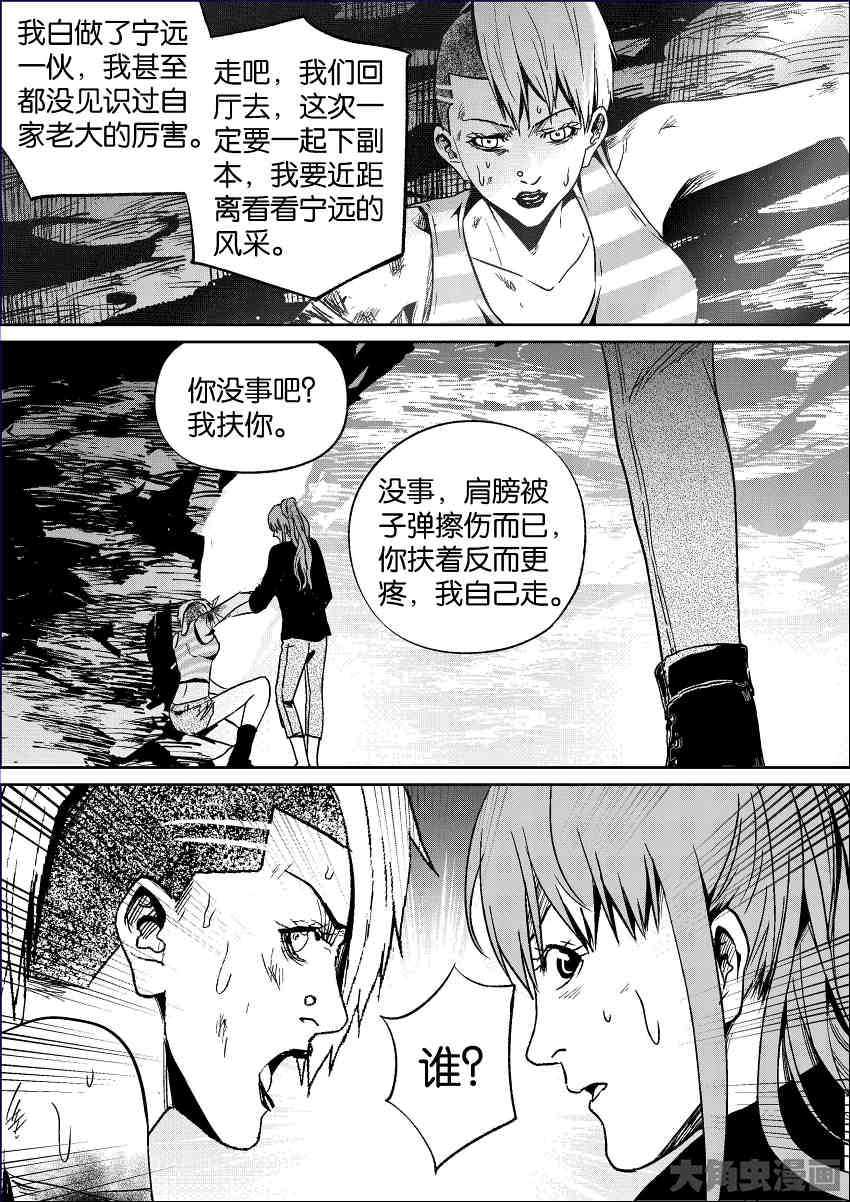 我白做了宁远
一伙，我甚至
都没见识过自
家老大的厉害。
走吧，我们回
厅去，这次一
定要一起下副
本，我要近距
离看看宁远的
风采。
你没事吧？
我扶你。
没事，肩膀被
子弹擦伤而已，
你扶着反而更
疼，我自己走。
谁？
大角虫漫画